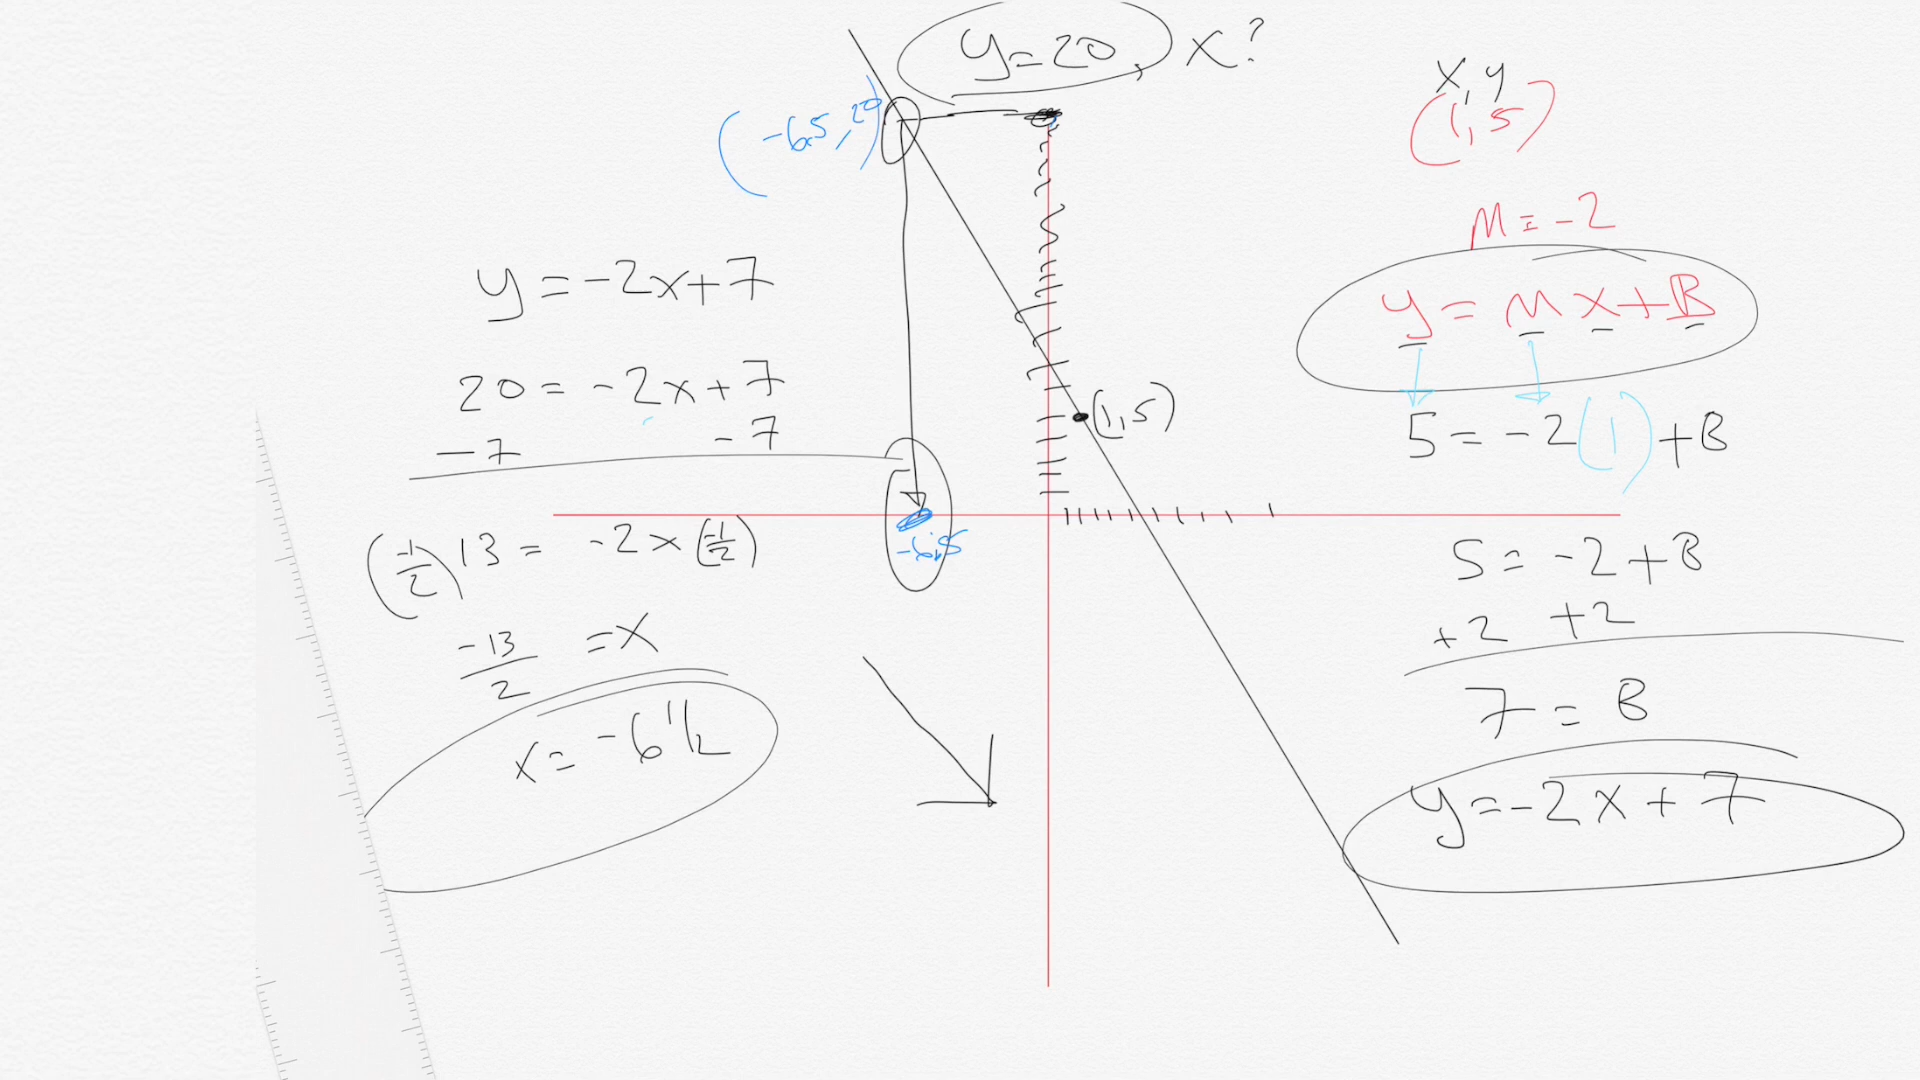 y = 20, x?
x, y
(1, 5)
(-6.5, 20)
m = -2
y = mx + B
y = -2x + 7
20 = -2x + 7
-7 -7
(-1/2) 13 = -2x (-1/2)
-13/2 = x
x = -6 1/2
(1, 5)
-6.5
5 = -2(1) + B
5 = -2 + B
+2 +2
7 = B
y = -2x + 7